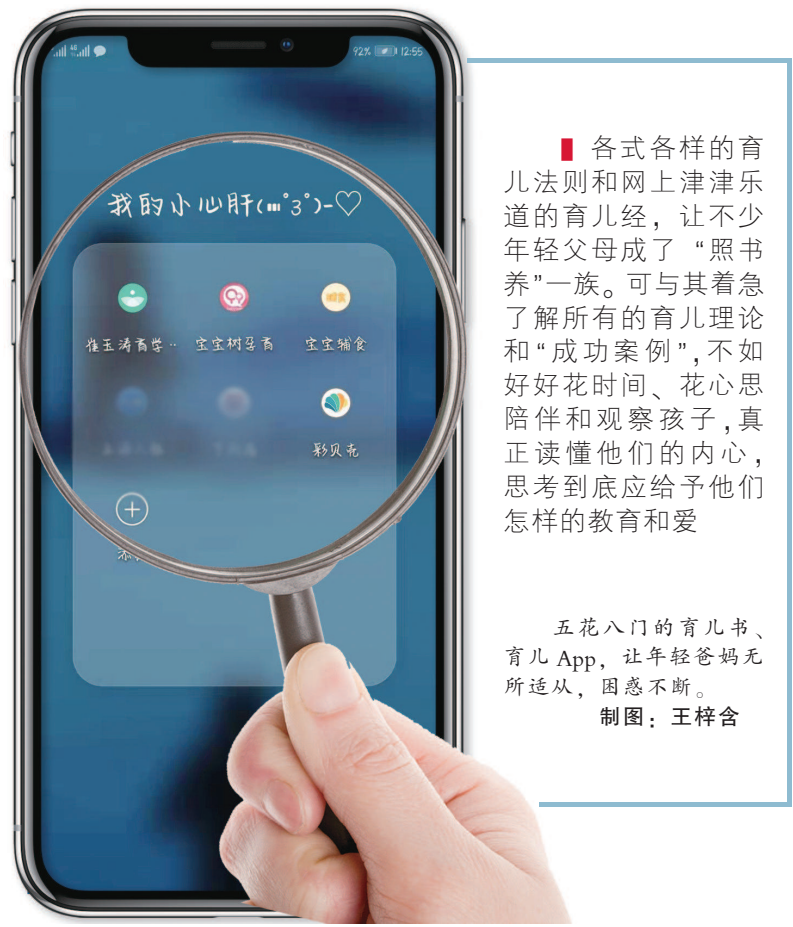 4G
92% 12:55
我的小心肝(ˇ3ˇ)-♡
崔玉涛育学··
宝宝树孕育
宝宝辅食
彩贝壳
各式各样的育
儿法则和网上津津乐
道的育儿经，让不少
年轻父母成了“照书
养”一族。可与其着急
了解所有的育儿理论
和“成功案例”,不如
好好花时间、花心思
陪伴和观察孩子,真
正读懂他们的内心,
思考到底应给予他们
怎样的教育和爱
五花八门的育儿书、
育儿 App，让年轻爸妈无
所适从，困惑不断。
制图：王梓含